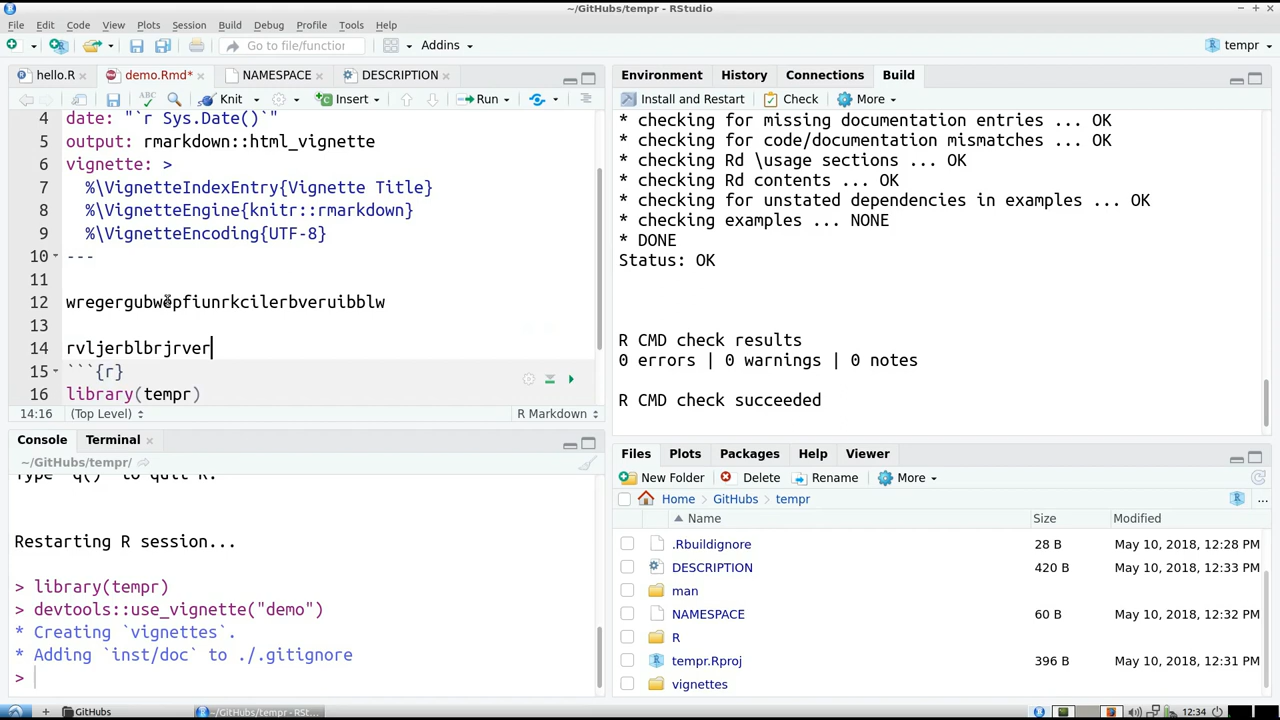 ~/GitHubs/tempr - RStudio
File Edit Code View Plots Session Build Debug Profile Tools Help
Go to file/function Addins tempr
hello.R demo.Rmd* NAMESPACE DESCRIPTION
ABC Knit Insert Run
4 date: "`r Sys.Date()`"
5 output: rmarkdown::html_vignette
6 vignette: >
7 %\VignetteIndexEntry{Vignette Title}
8 %\VignetteEngine{knitr::rmarkdown}
9 %\VignetteEncoding{UTF-8}
10 ---
11
12 wregergubwepfiunrkcilerbveruibblw
13
14 rvljerblbrjrver
15 ```{r}
16 library(tempr)
14:16 (Top Level) R Markdown
Console Terminal
~/GitHubs/tempr/
Type 'q()' to quit R.
Restarting R session...
> library(tempr)
> devtools::use_vignette("demo")
* Creating `vignettes`.
* Adding `inst/doc` to ./.gitignore
>
Environment History Connections Build
Install and Restart Check More
* checking for missing documentation entries ... OK
* checking for code/documentation mismatches ... OK
* checking Rd \usage sections ... OK
* checking Rd contents ... OK
* checking for unstated dependencies in examples ... OK
* checking examples ... NONE
* DONE
Status: OK
R CMD check results
0 errors | 0 warnings | 0 notes
R CMD check succeeded
Files Plots Packages Help Viewer
New Folder Delete Rename More
Home GitHubs tempr ...
Name Size Modified
.Rbuildignore 28 B May 10, 2018, 12:28 PM
DESCRIPTION 420 B May 10, 2018, 12:33 PM
man
NAMESPACE 60 B May 10, 2018, 12:32 PM
R
tempr.Rproj 396 B May 10, 2018, 12:31 PM
vignettes
GitHubs ~/GitHubs/tempr - RSt... 12:34